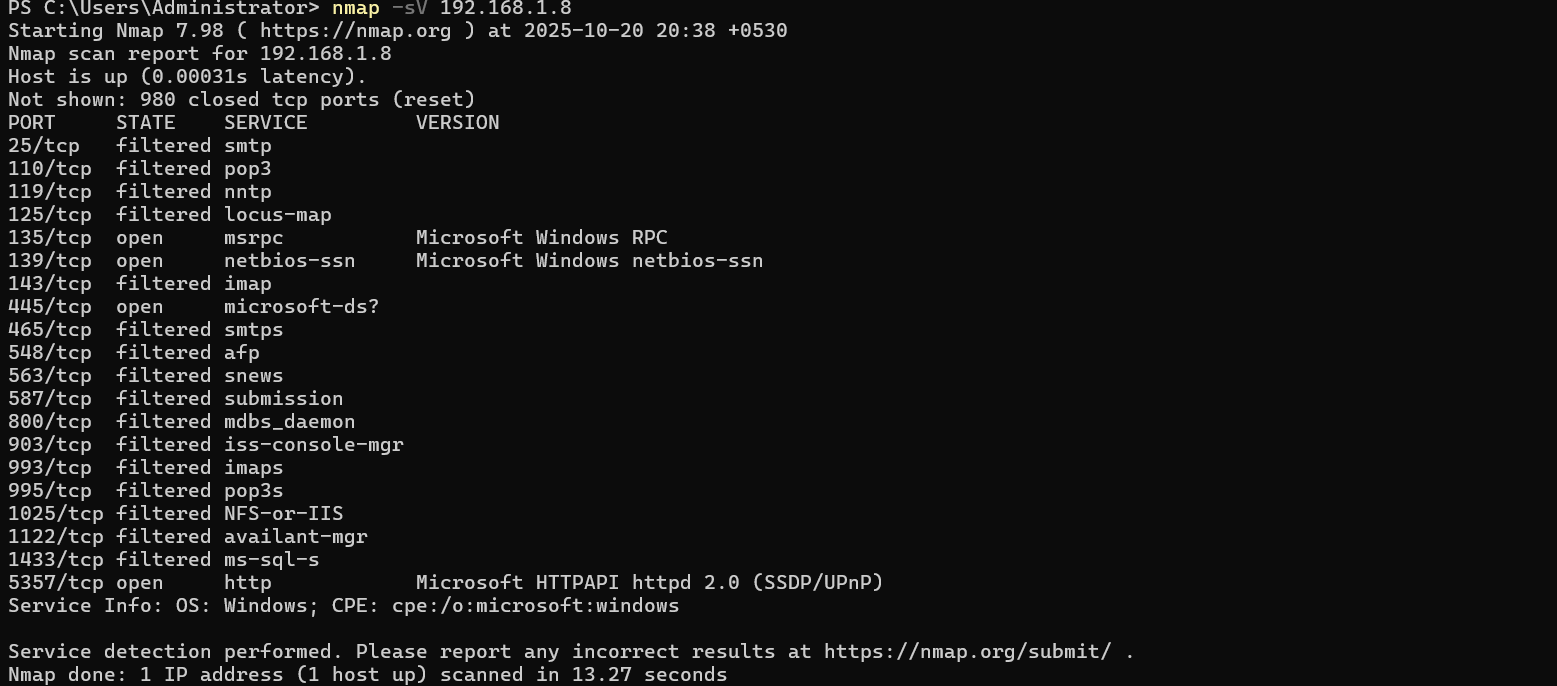 PS C:\Users\Administrator> nmap -sV 192.168.1.8
Starting Nmap 7.98 ( https://nmap.org ) at 2025-10-20 20:38 +0530
Nmap scan report for 192.168.1.8
Host is up (0.00031s latency).
Not shown: 980 closed tcp ports (reset)
PORT     STATE    SERVICE         VERSION
25/tcp   filtered smtp
110/tcp  filtered pop3
119/tcp  filtered nntp
125/tcp  filtered locus-map
135/tcp  open     msrpc           Microsoft Windows RPC
139/tcp  open     netbios-ssn     Microsoft Windows netbios-ssn
143/tcp  filtered imap
445/tcp  open     microsoft-ds?
465/tcp  filtered smtps
548/tcp  filtered afp
563/tcp  filtered snews
587/tcp  filtered submission
800/tcp  filtered mdbs_daemon
903/tcp  filtered iss-console-mgr
993/tcp  filtered imaps
995/tcp  filtered pop3s
1025/tcp filtered NFS-or-IIS
1122/tcp filtered availant-mgr
1433/tcp filtered ms-sql-s
5357/tcp open     http            Microsoft HTTPAPI httpd 2.0 (SSDP/UPnP)
Service Info: OS: Windows; CPE: cpe:/o:microsoft:windows

Service detection performed. Please report any incorrect results at https://nmap.org/submit/ .
Nmap done: 1 IP address (1 host up) scanned in 13.27 seconds